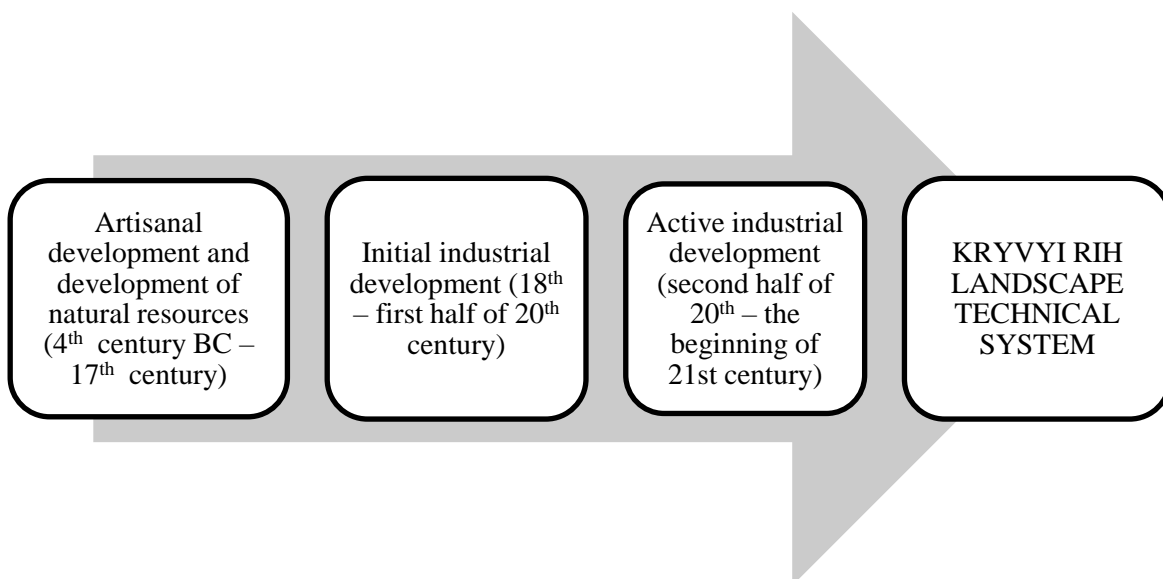 Artisanal
development and
development of
natural resources
(4th century BC –
17th century)
Initial industrial
development (18th
– first half of 20th
century)
Active industrial
development
(second half of
20th – the
beginning of
21st century)
KRYVYI RIH
LANDSCAPE
TECHNICAL
SYSTEM